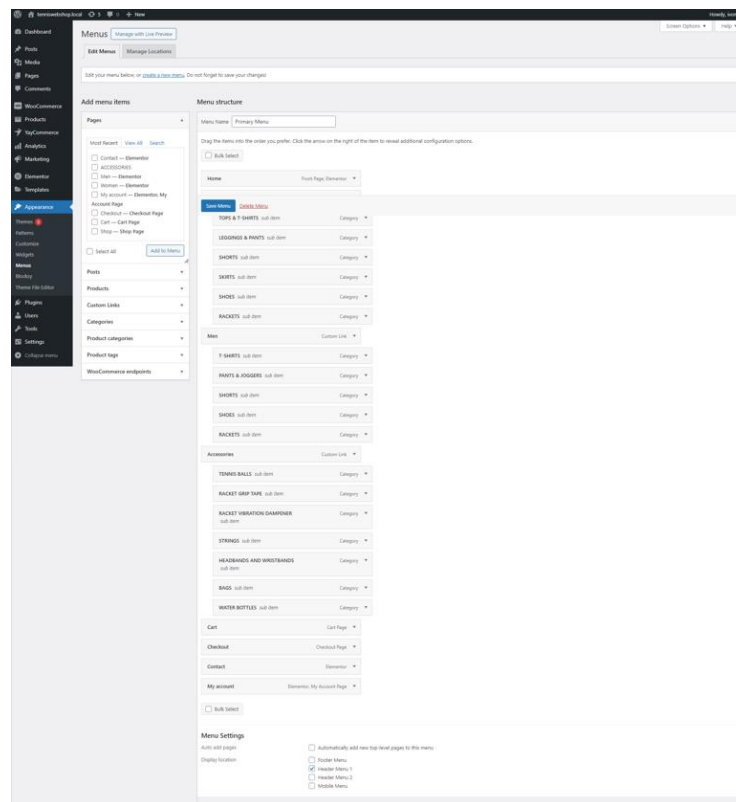 tenniswebshop.local 5 0 + New Howdy, ivon
Screen Options ▼ Help ▼
Dashboard
Posts
Media
Pages
Comments
WooCommerce
Products
YayCommerce
Analytics
Marketing
Elementor
Templates
Appearance
Themes 5
Patterns
Customize
Widgets
Menus
Theme File Editor
Plugins
Users
Tools
Settings
Collapse menu
Menus Manage with Live Preview
Edit Menus Manage Locations
Edit your menu below, or create a new menu. Do not forget to save your changes!
Add menu items
Pages
Most Recent View All Search
Contact — Elementor
ACCESSORIES
Men — Elementor
Woman — Elementor
My account — Elementor, My
Account Page
Checkout — Checkout Page
Cart — Cart Page
Shop — Shop Page
Select All Add to Menu
Posts
Products
Custom Links
Categories
Product categories
Product tags
WooCommerce endpoints
Menu structure
Menu Name Primary Menu
Drag the items into the order you prefer. Click the arrow on the right of the item to reveal additional configuration options.
Bulk Select
Home Front Page, Elementor
Save Menu Delete Menu
TOPS & T-SHIRTS sub item Category
LEGGINGS & PANTS sub item Category
SHORTS sub item Category
SKIRTS sub item Category
SHOES sub item Category
RACKETS sub item Category
Men Custom Link
T-SHIRTS sub item Category
PANTS & JOGGERS sub item Category
SHORTS sub item Category
SHOES sub item Category
RACKETS sub item Category
Accessories Custom Link
TENNIS BALLS sub item Category
RACKET GRIP TAPE sub item Category
RACKET VIBRATION DAMPENER Category
sub item
STRINGS sub item Category
HEADBANDS AND WRISTBANDS Category
sub item
BAGS sub item Category
WATER BOTTLES sub item Category
Cart Cart Page
Checkout Checkout Page
Contact Elementor
My account Elementor, My Account Page
Bulk Select
Menu Settings
Auto add pages Automatically add new top-level pages to this menu
Display location Footer Menu
Header Menu 1
Header Menu 2
Mobile Menu